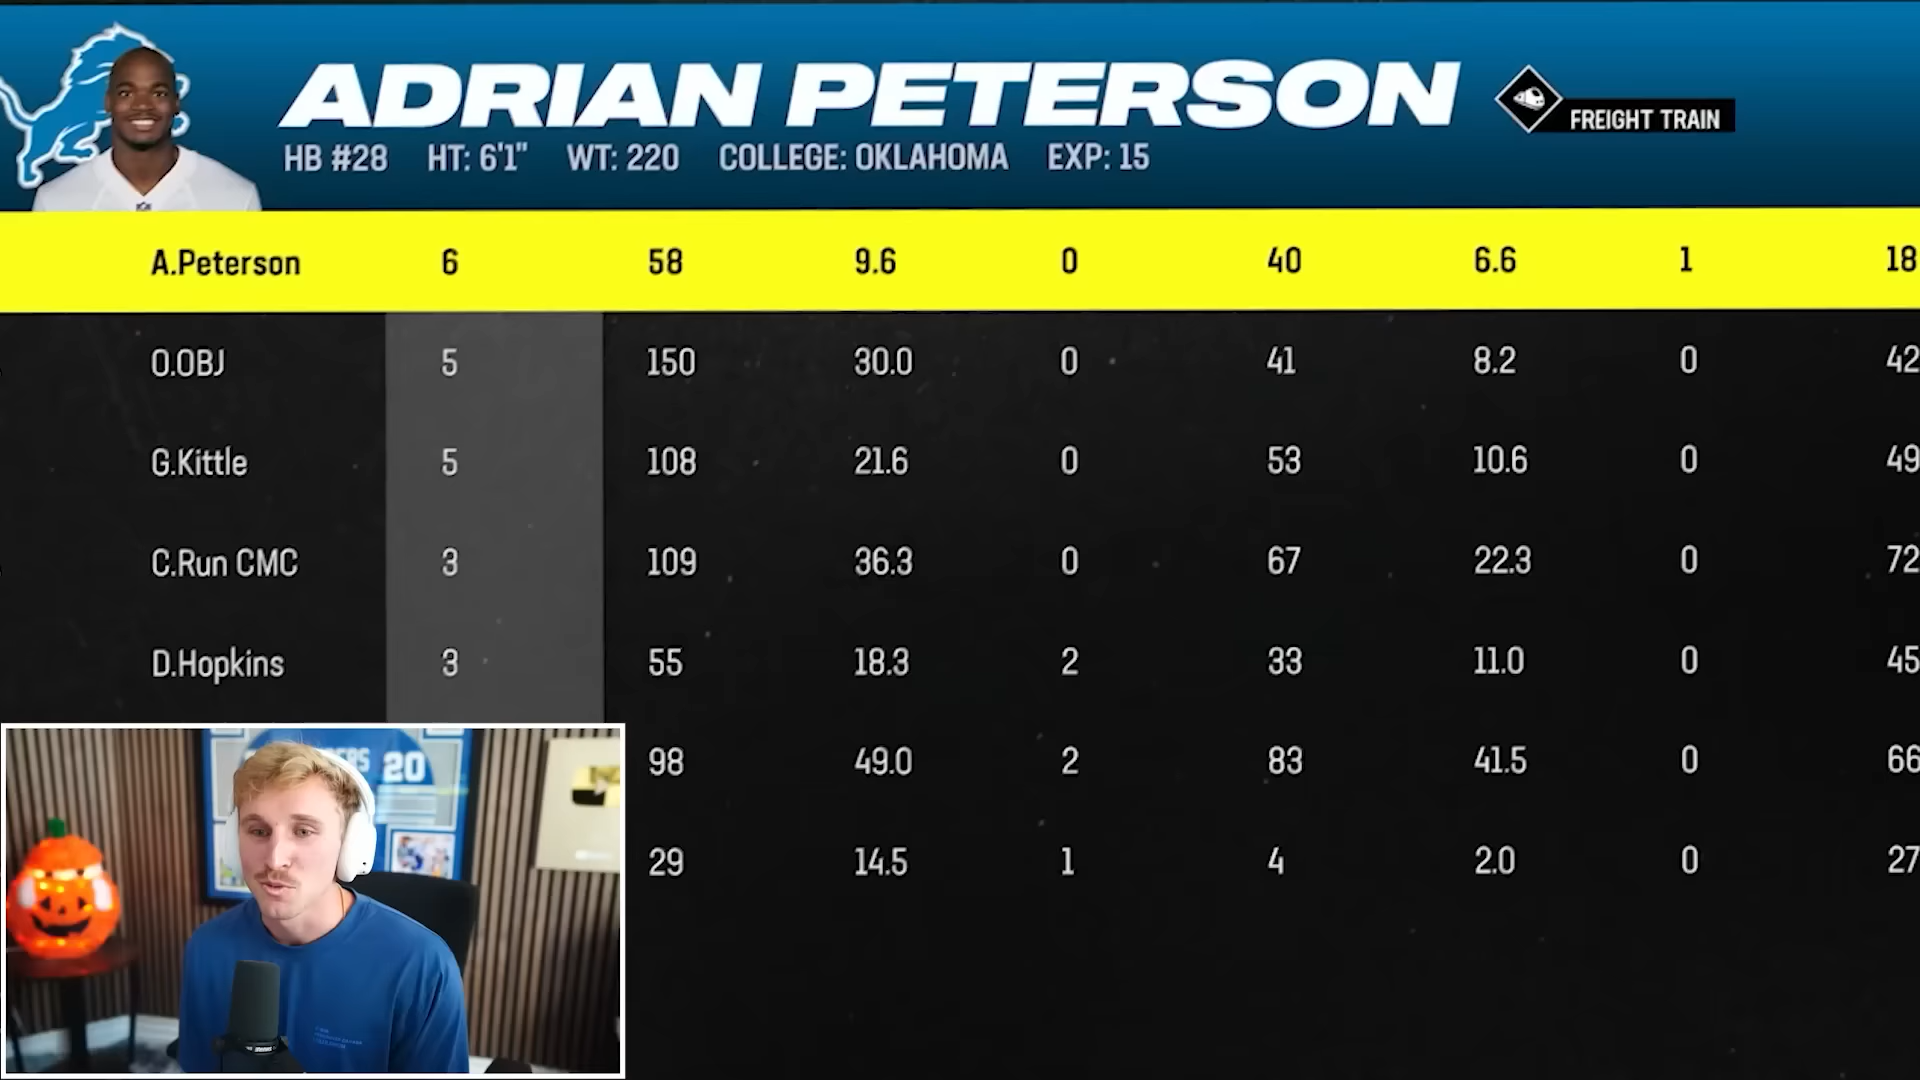 ADRIAN PETERSON
FREIGHT TRAIN
HB #28 HT: 6'1" WT: 220 COLLEGE: OKLAHOMA EXP: 15
A.Peterson 6 58 9.6 0 40 6.6 1 18
O.OBJ 5 150 30.0 0 41 8.2 0 42
G.Kittle 5 108 21.6 0 53 10.6 0 49
C.Run CMC 3 109 36.3 0 67 22.3 0 72
D.Hopkins 3 55 18.3 2 33 11.0 0 45
98 49.0 2 83 41.5 0 66
29 14.5 1 4 2.0 0 27
20